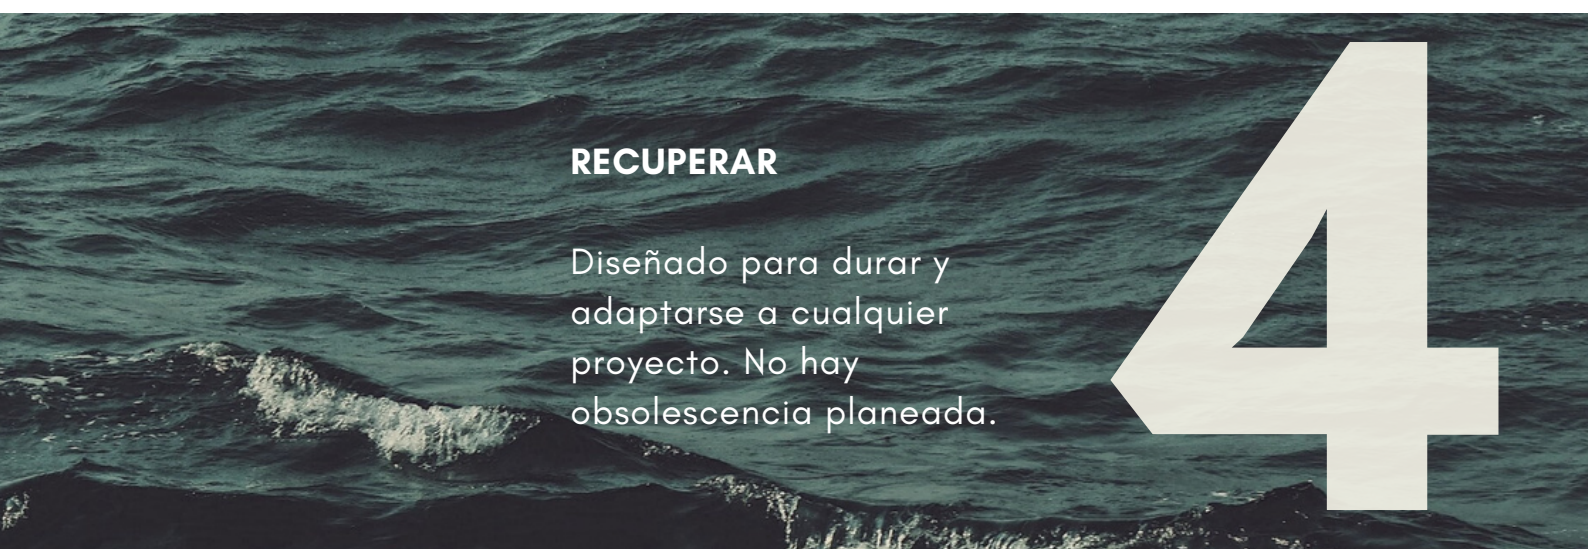 RECUPERAR
Diseñado para durar y
adaptarse a cualquier
proyecto. No hay
obsolescencia planeada.
4